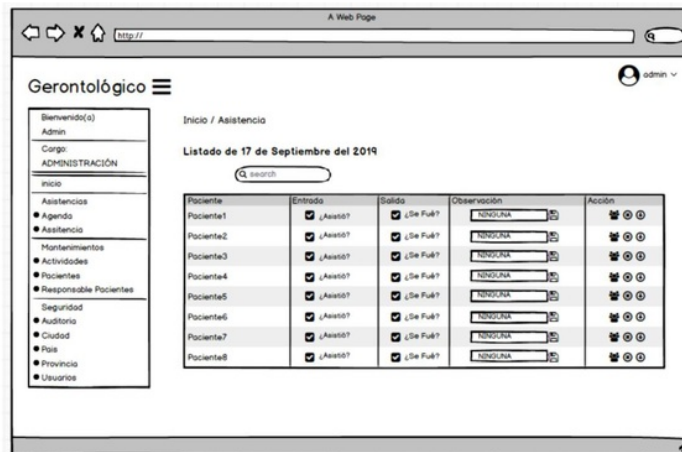 A Web Page
http://
admin
Gerontológico
Bienvenido(a)
Admin
Cargo:
ADMINISTRACIÓN
inicio
Asistencias
Agenda
Assitencia
Mantenimientos
Actividades
Pacientes
Responsable Pacientes
Seguridad
Auditoria
Ciudad
Pais
Provincia
Usuarios
Inicio / Asistencia
Listado de 17 de Septiembre del 2019
search
Paciente Entrada Salida Observación Acción
Paciente1 ¿Asistió? ¿Se Fué? NINGUNA
Paciente2 ¿Asistió? ¿Se Fué? NINGUNA
Paciente3 ¿Asistió? ¿Se Fué? NINGUNA
Paciente4 ¿Asistió? ¿Se Fué? NINGUNA
Paciente5 ¿Asistió? ¿Se Fué? NINGUNA
Paciente6 ¿Asistió? ¿Se Fué? NINGUNA
Paciente7 ¿Asistió? ¿Se Fué? NINGUNA
Paciente8 ¿Asistió? ¿Se Fué? NINGUNA